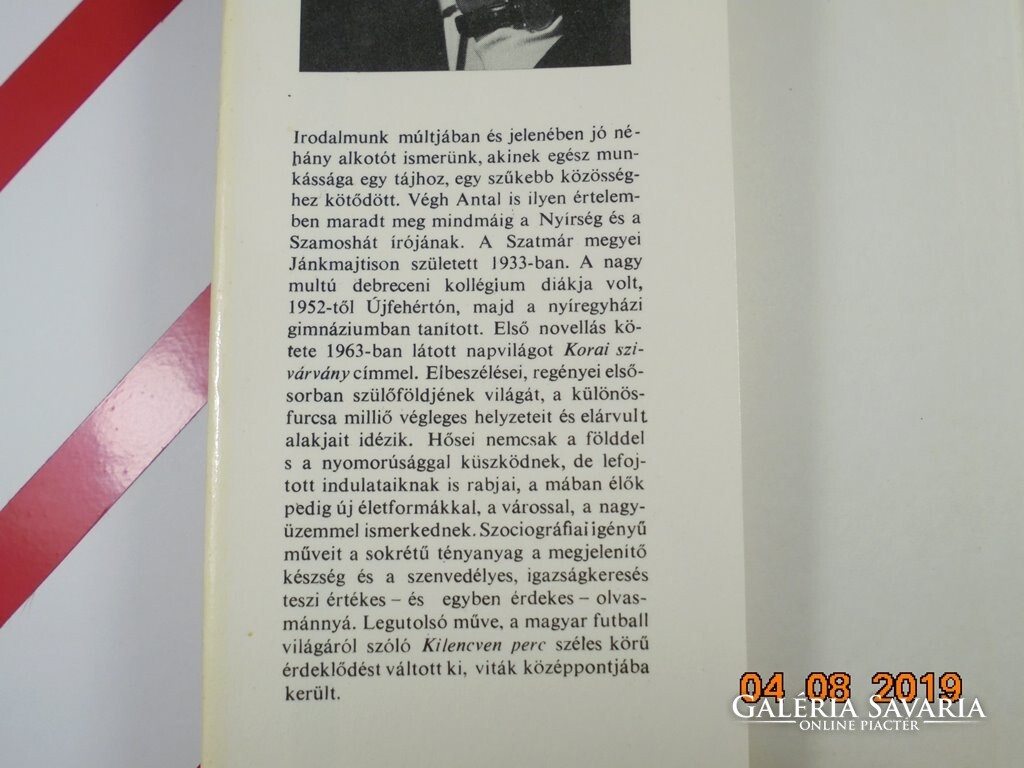 Irodalmunk múltjában és jelenében jó né-
hány alkotót ismerünk, akinek egész mun-
kássága egy tájhoz, egy szűkebb közösség-
hez kötődött. Végh Antal is ilyen értelem-
ben maradt meg mindmáig a Nyírség és a
Szamoshát írójának. A Szatmár megyei
Jánkmajtison született 1933-ban. A nagy
multú debreceni kollégium diákja volt,
1952-től Újfehértón, majd a nyíregyházi
gimnáziumban tanított. Első novellás kö-
tete 1963-ban látott napvilágot Korai szi-
várvány címmel. Elbeszélései, regényei első-
sorban szülőföldjének világát, a különös-
furcsa millió végleges helyzeteit és elárvult
alakjait idézik. Hősei nemcsak a földdel
s a nyomorúsággal küszködnek, de lefoj-
tott indulataiknak is rabjai, a mában élők
pedig új életformákkal, a várossal, a nagy-
üzemmel ismerkednek. Szociográfiai igényű
műveit a sokrétű tényanyag a megjelenítő
készség és a szenvedélyes, igazságkeresés
teszi értékes – és egyben érdekes – olvas-
mánnyá. Legutolsó műve, a magyar futball
világáról szóló Kilencven perc széles körű
érdeklődést váltott ki, viták középpontjába
került.
04 08 2019
GALÉRIA SAVARIA
ONLINE PIACTÉR